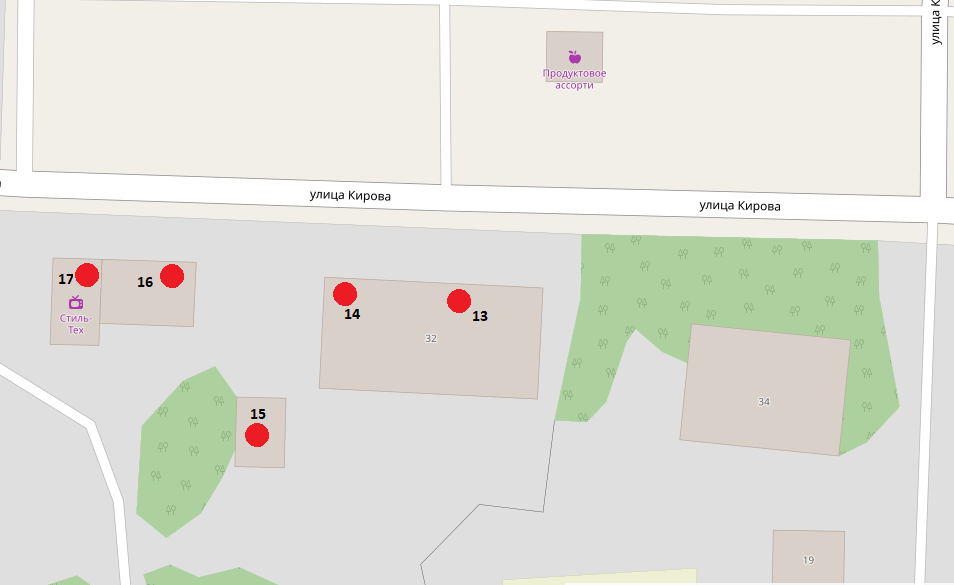 улица К
Продуктовое
ассорти
улица Кирова
улица Кирова
17
16
Стиль-
Тех
14
13
32
34
15
19